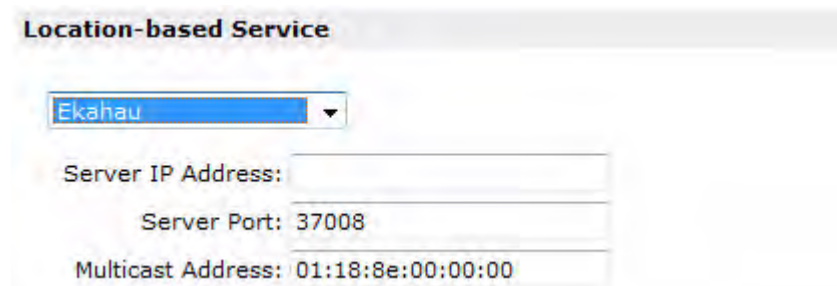 Location-based Service
Ekahau
Server IP Address:
Server Port: 37008
Multicast Address: 01:18:8e:00:00:00